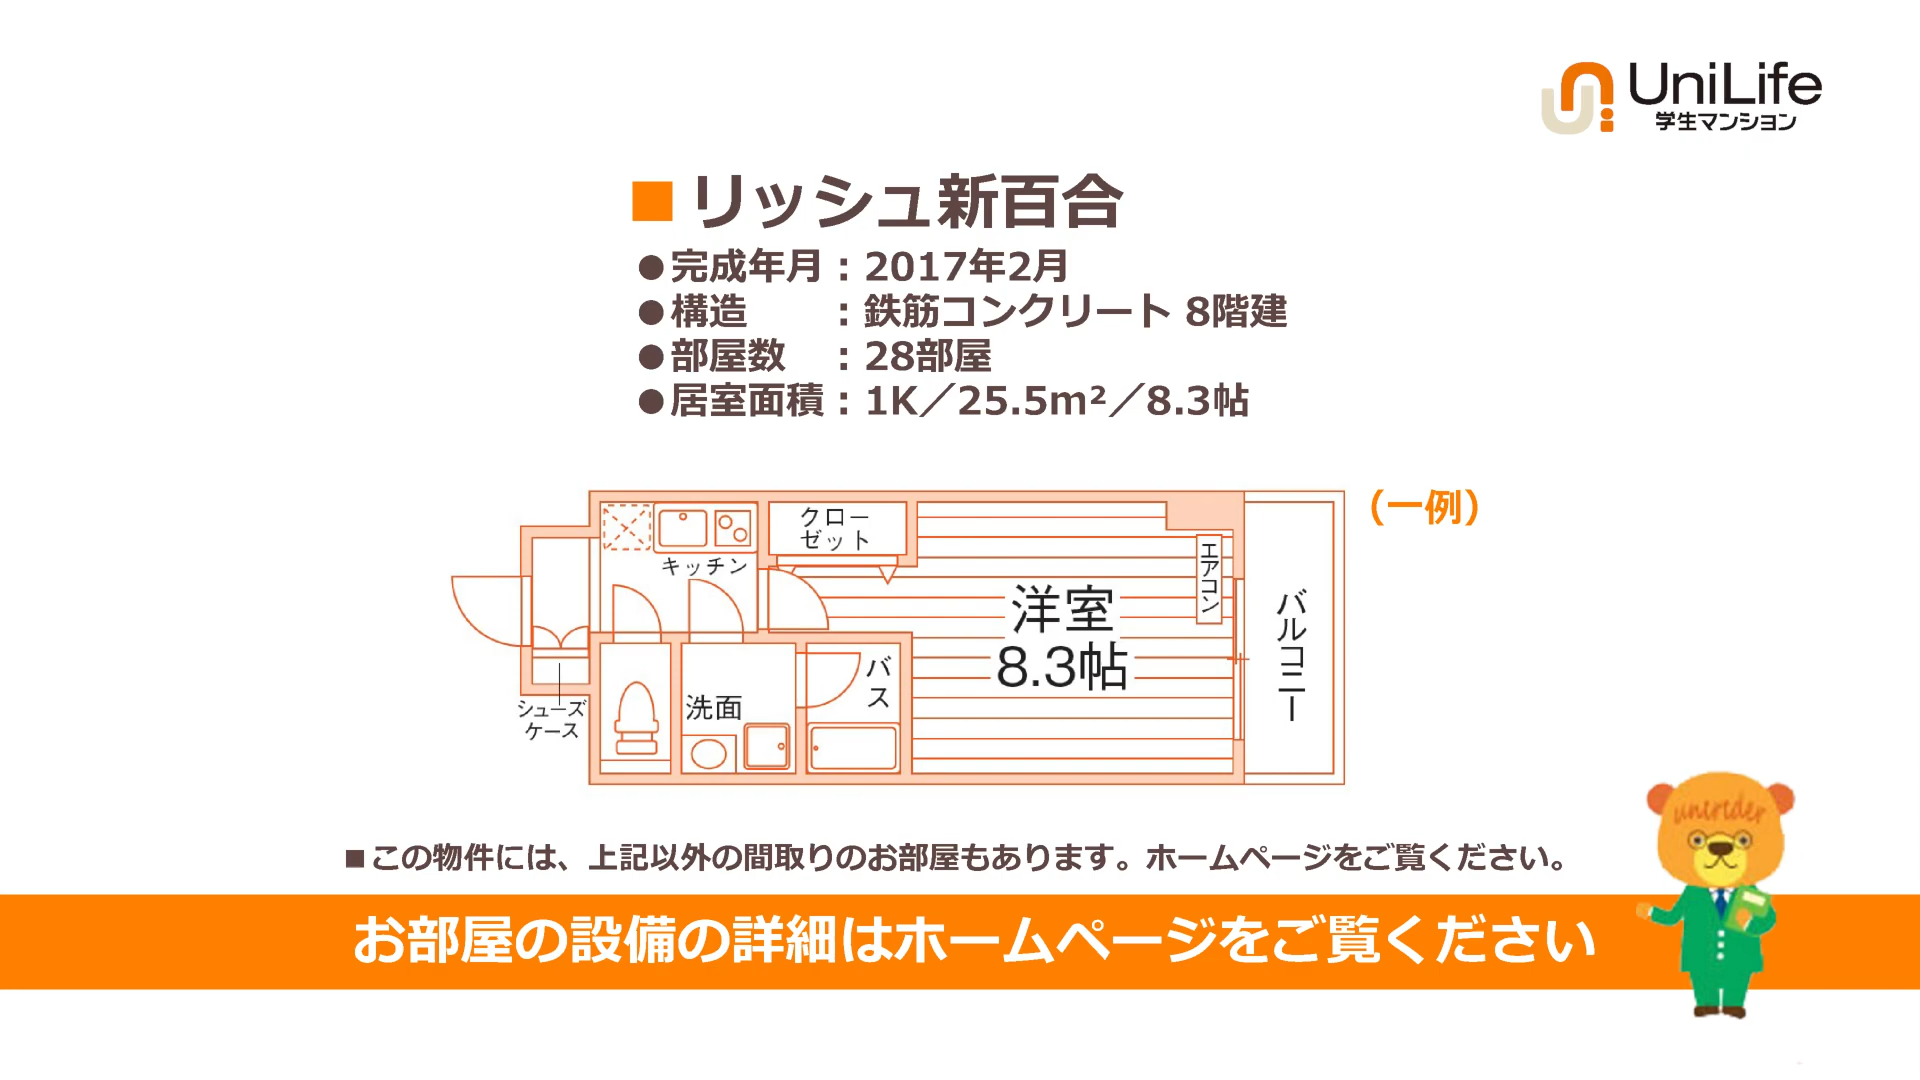 UniLife
学生マンション
■ リッシュ新百合
●完成年月：2017年2月
●構造　　：鉄筋コンクリート 8階建
●部屋数　：28部屋
●居室面積：1K／25.5m²／8.3帖
（一例）
クロー
ゼット
キッチン
エアコン
洋室
8.3帖
バルコニー
バス
洗面
シューズ
ケース
unirider
■この物件には、上記以外の間取りのお部屋もあります。ホームページをご覧ください。
お部屋の設備の詳細はホームページをご覧ください